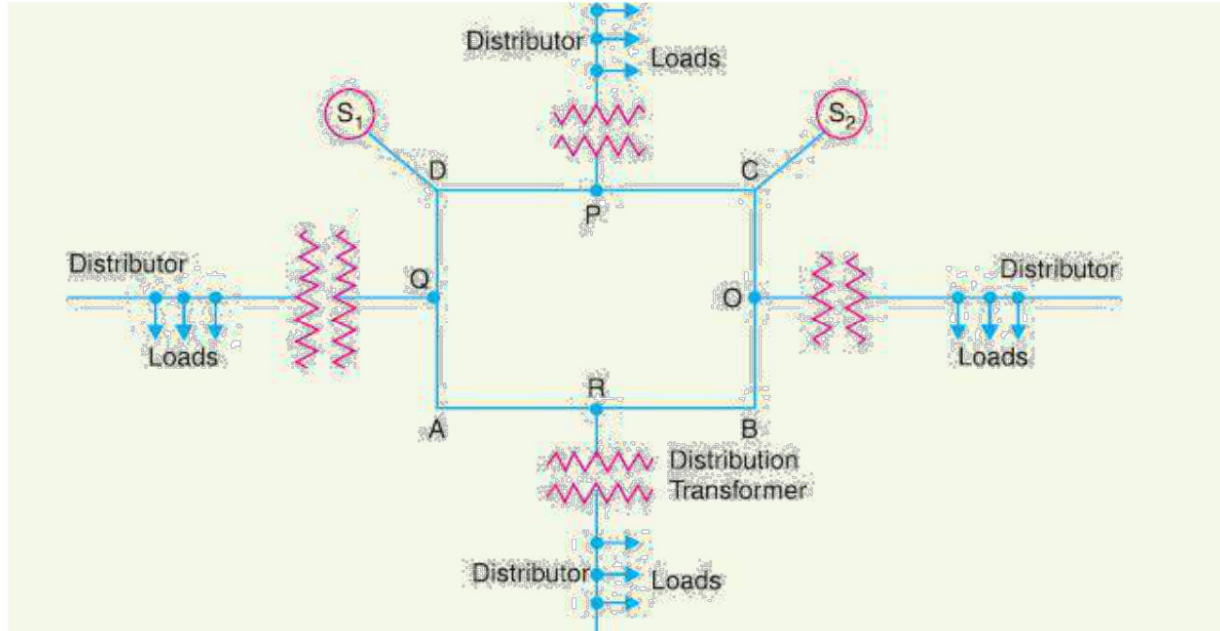 Distributor
Loads
S₁
S₂
D
C
P
Distributor
Q
O
Distributor
Loads
Loads
R
A
B
Distribution
Transformer
Distributor
Loads